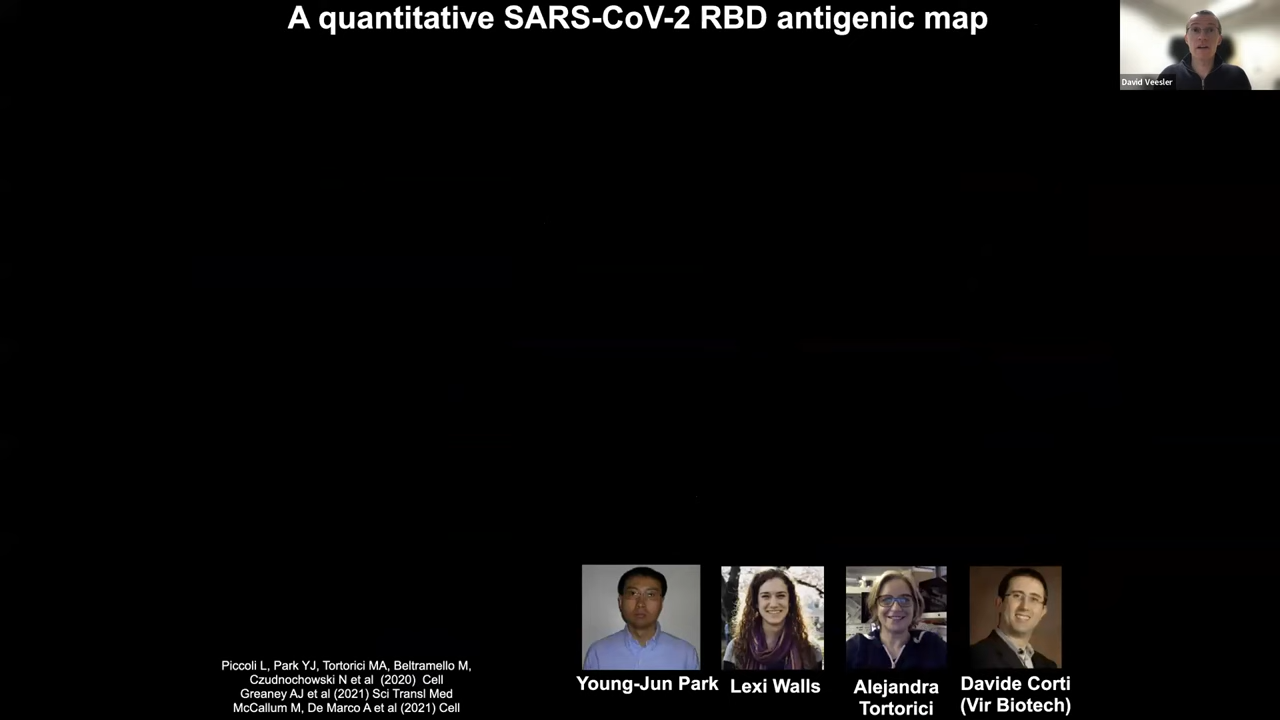 A quantitative SARS-CoV-2 RBD antigenic map
David Veesler
Piccoli L, Park YJ, Tortorici MA, Beltramello M,
Czudnochowski N et al (2020) Cell
Greaney AJ et al (2021) Sci Transl Med
McCallum M, De Marco A et al (2021) Cell
Young-Jun Park
Lexi Walls
Alejandra
Tortorici
Davide Corti
(Vir Biotech)